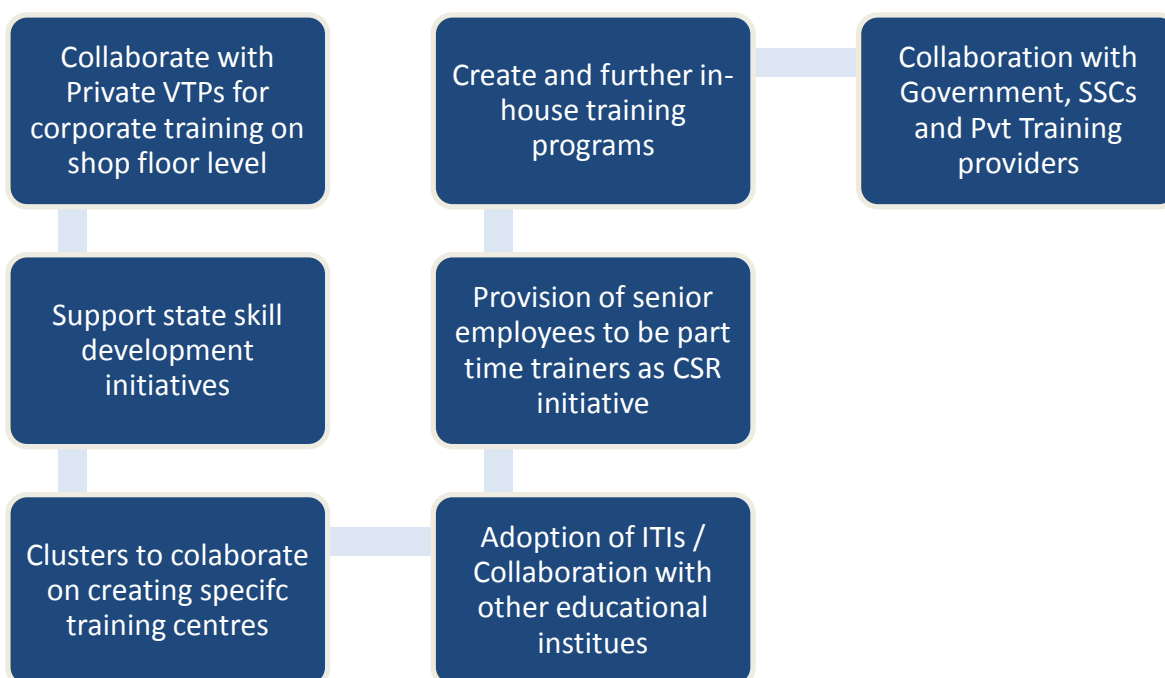 Collaborate with
Private VTPs for
corporate training on
shop floor level
Support state skill
development
initiatives
Clusters to colaborate
on creating specifc
training centres
Adoption of ITIs /
Collaboration with
other educational
institues
Provision of senior
employees to be part
time trainers as CSR
initiative
Create and further in-
house training
programs
Collaboration with
Government, SSCs
and Pvt Training
providers